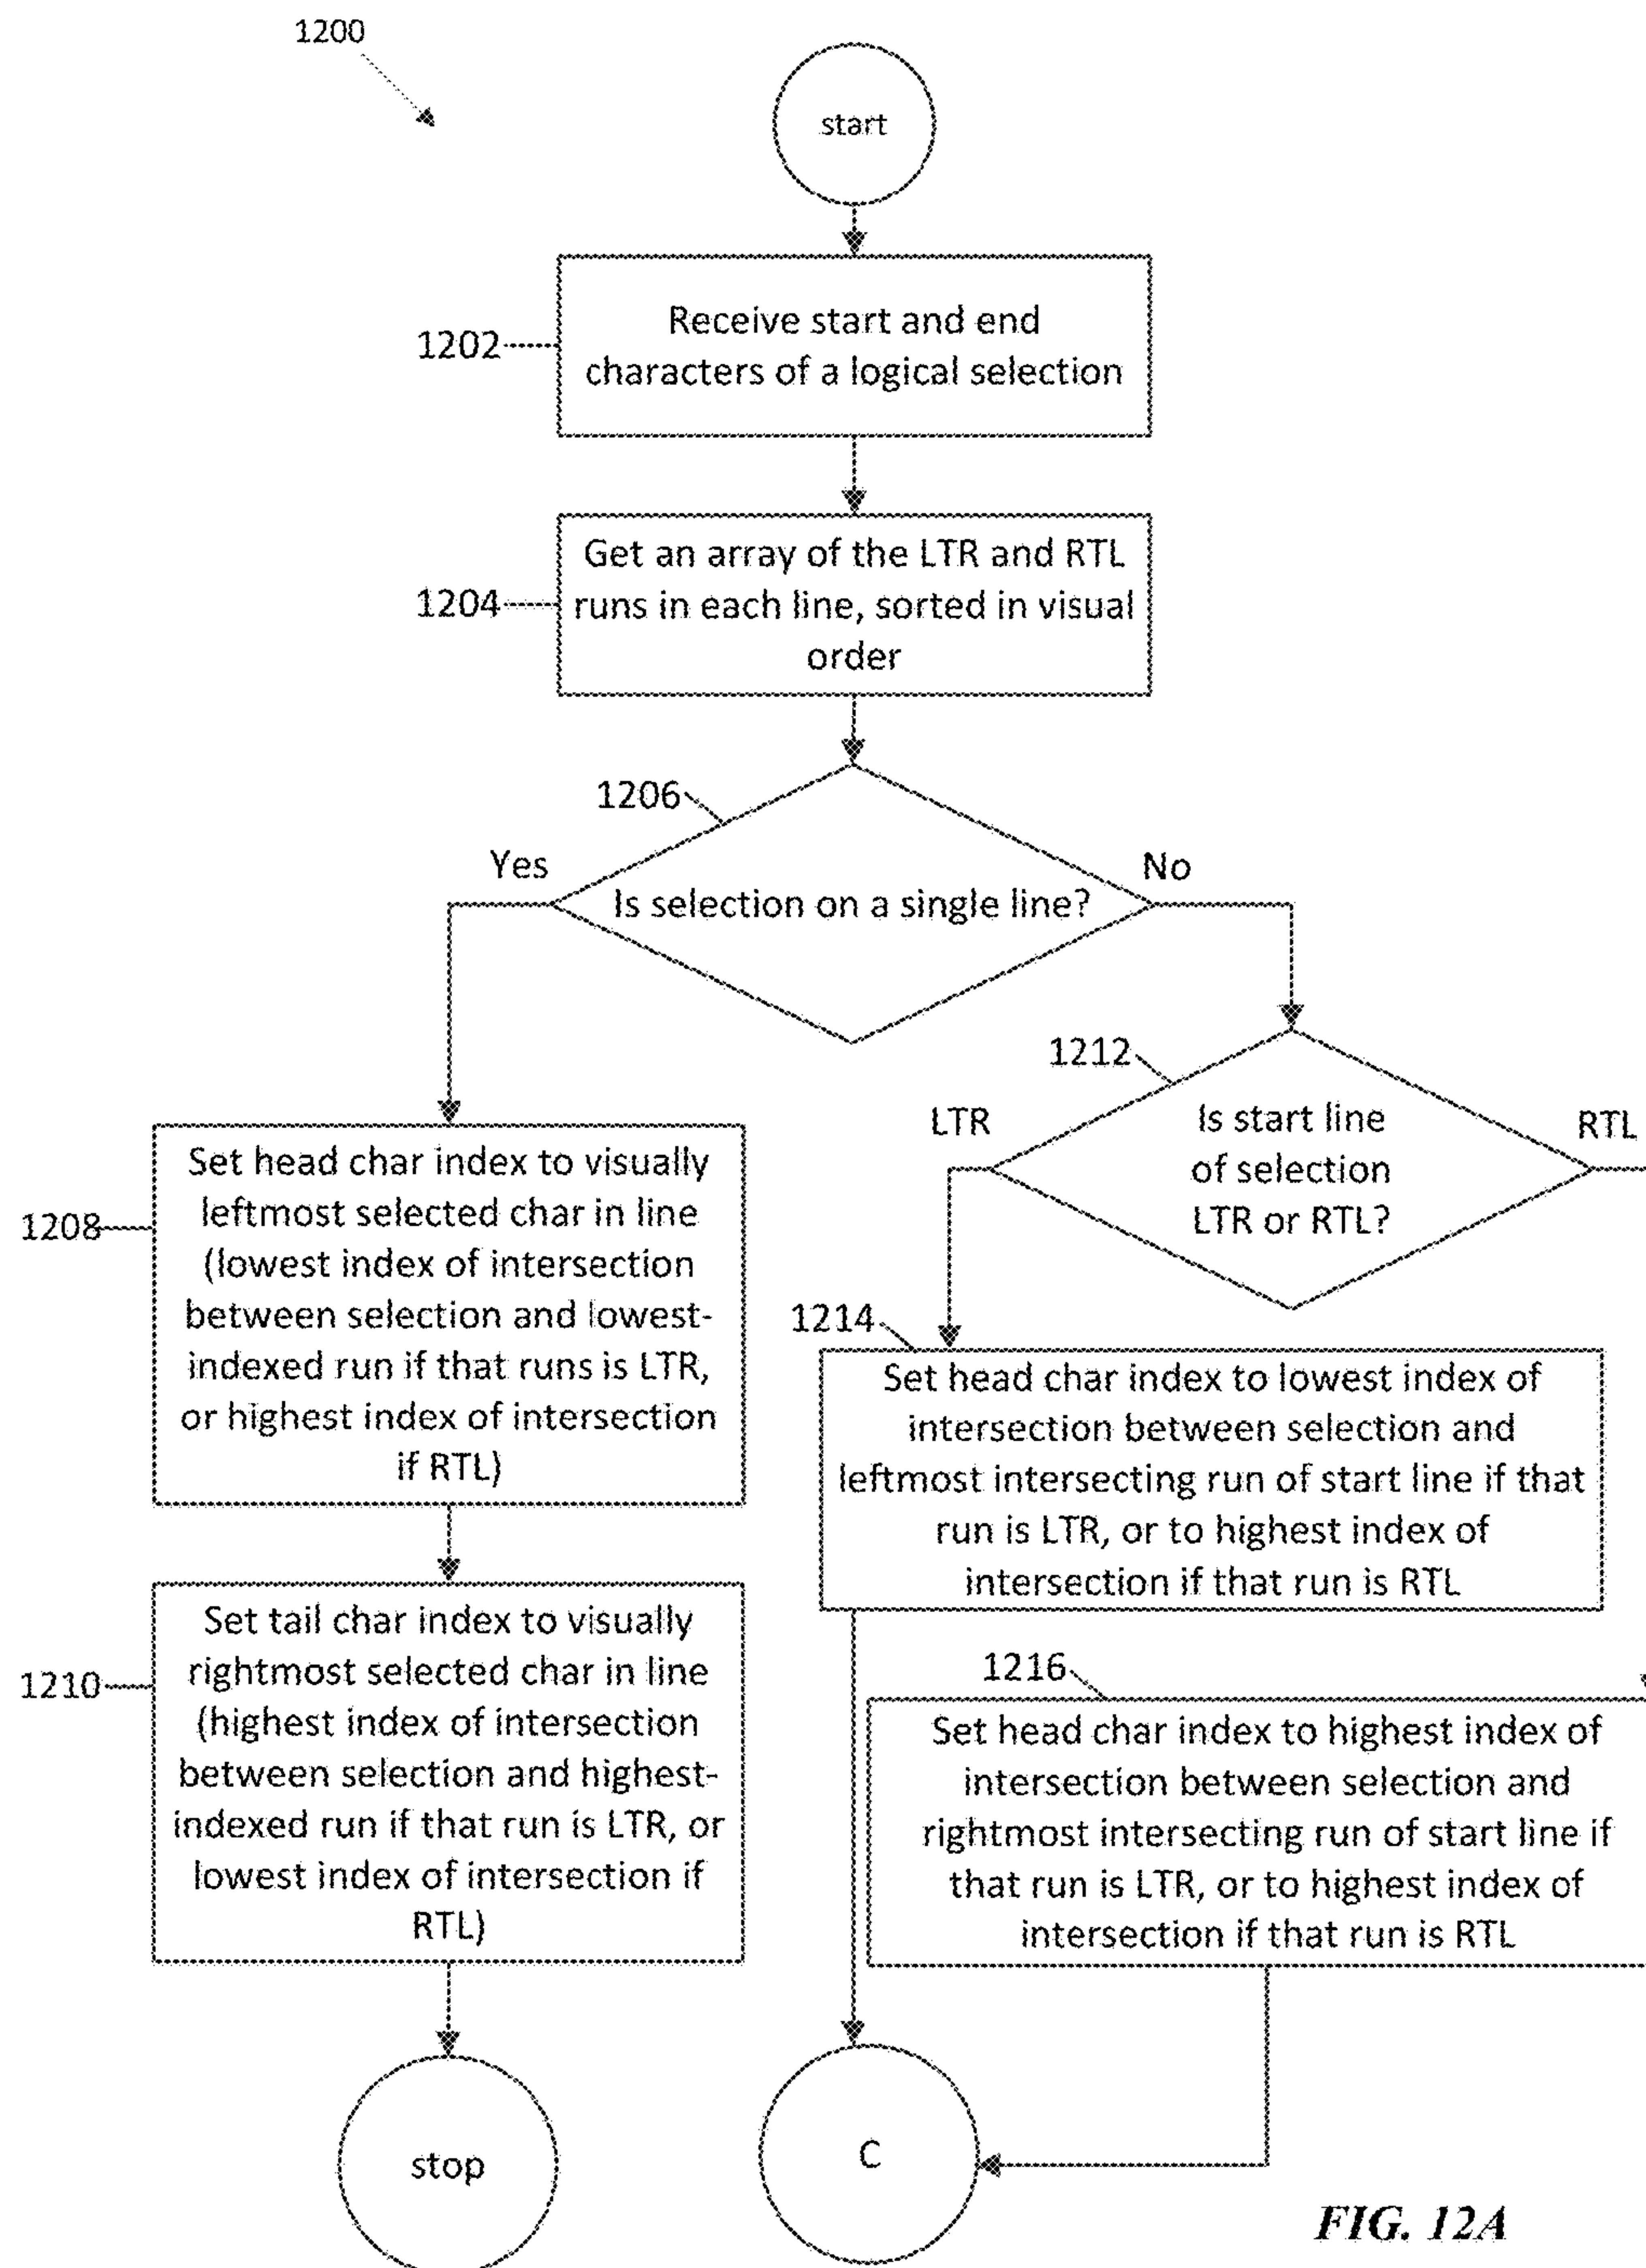 1200
start
1202
Receive start and end
characters of a logical selection
1204
Get an array of the LTR and RTL
runs in each line, sorted in visual
order
1206
Yes
No
Is selection on a single line?
1212
LTR
RTL
Is start line
of selection
LTR or RTL?
1208
Set head char index to visually
leftmost selected char in line
(lowest index of intersection
between selection and lowest-
indexed run if that runs is LTR,
or highest index of intersection
if RTL)
1214
Set head char index to lowest index of
intersection between selection and
leftmost intersecting run of start line if that
run is LTR, or to highest index of
intersection if that run is RTL
1210
Set tail char index to visually
rightmost selected char in line
(highest index of intersection
between selection and highest-
indexed run if that run is LTR, or
lowest index of intersection if
RTL)
1216
Set head char index to highest index of
intersection between selection and
rightmost intersecting run of start line if
that run is LTR, or to highest index of
intersection if that run is RTL
stop
C
FIG. 12A